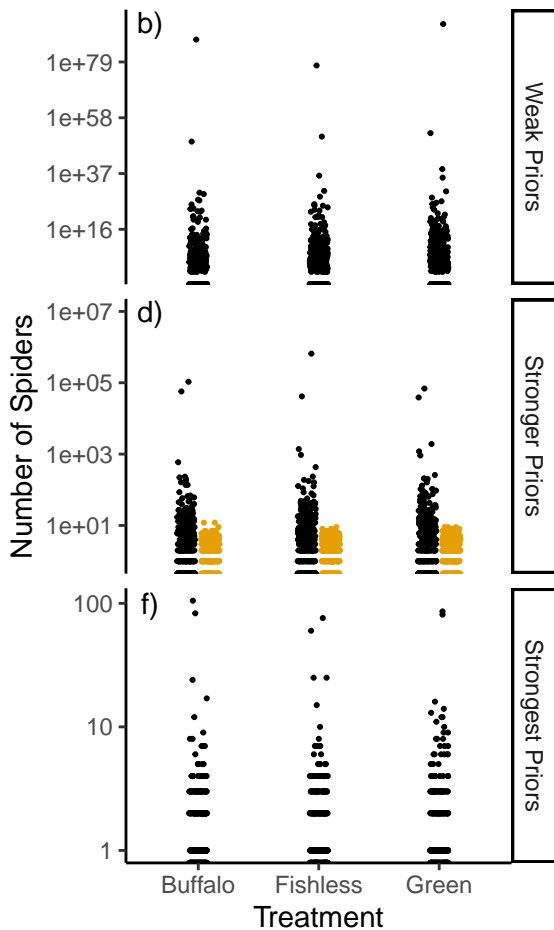 b)
1e+79
1e+58
1e+37
1e+16
Weak Priors
d)
1e+07
1e+05
1e+03
1e+01
Stronger Priors
Number of Spiders
f)
100
10
1
Strongest Priors
Buffalo Fishless Green
Treatment